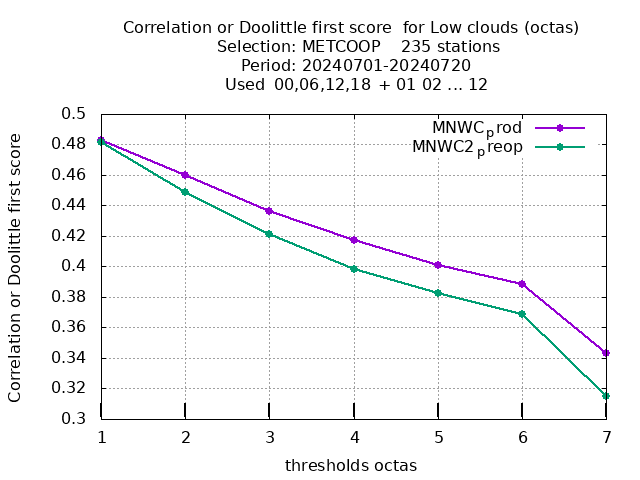 Correlation or Doolittle first score  for Low clouds (octas)
Selection: METCOOP    235 stations
Period: 20240701-20240720
Used  00,06,12,18 + 01 02 ... 12
MNWCprod
MNWC2preop
0.5
0.48
0.46
0.44
0.42
0.4
0.38
0.36
0.34
0.32
0.3
Correlation or Doolittle first score
1 2 3 4 5 6 7
thresholds octas